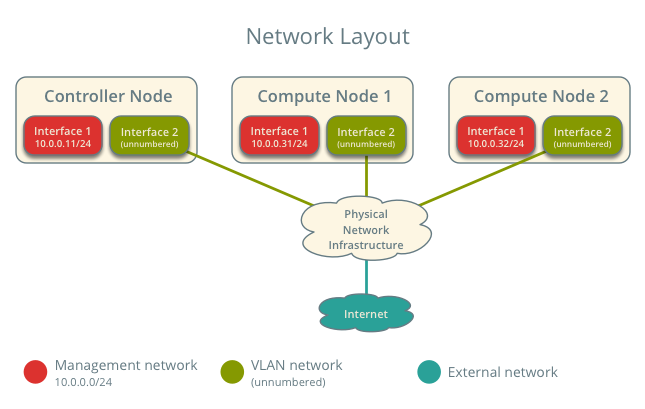 Network Layout
Controller Node
Interface 1
10.0.0.11/24
Interface 2
(unnumbered)
Compute Node 1
Interface 1
10.0.0.31/24
Interface 2
(unnumbered)
Compute Node 2
Interface 1
10.0.0.32/24
Interface 2
(unnumbered)
Physical
Network
Infrastructure
Internet
Management network
10.0.0.0/24
VLAN network
(unnumbered)
External network